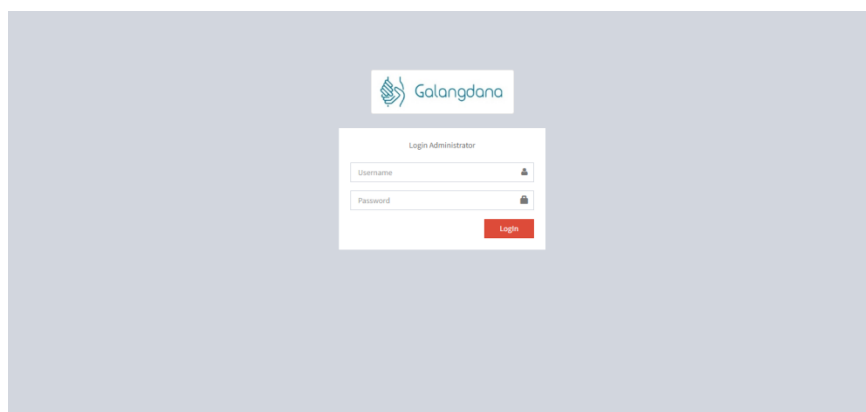 Galangdana
Login Administrator
Username
Password
LogIn